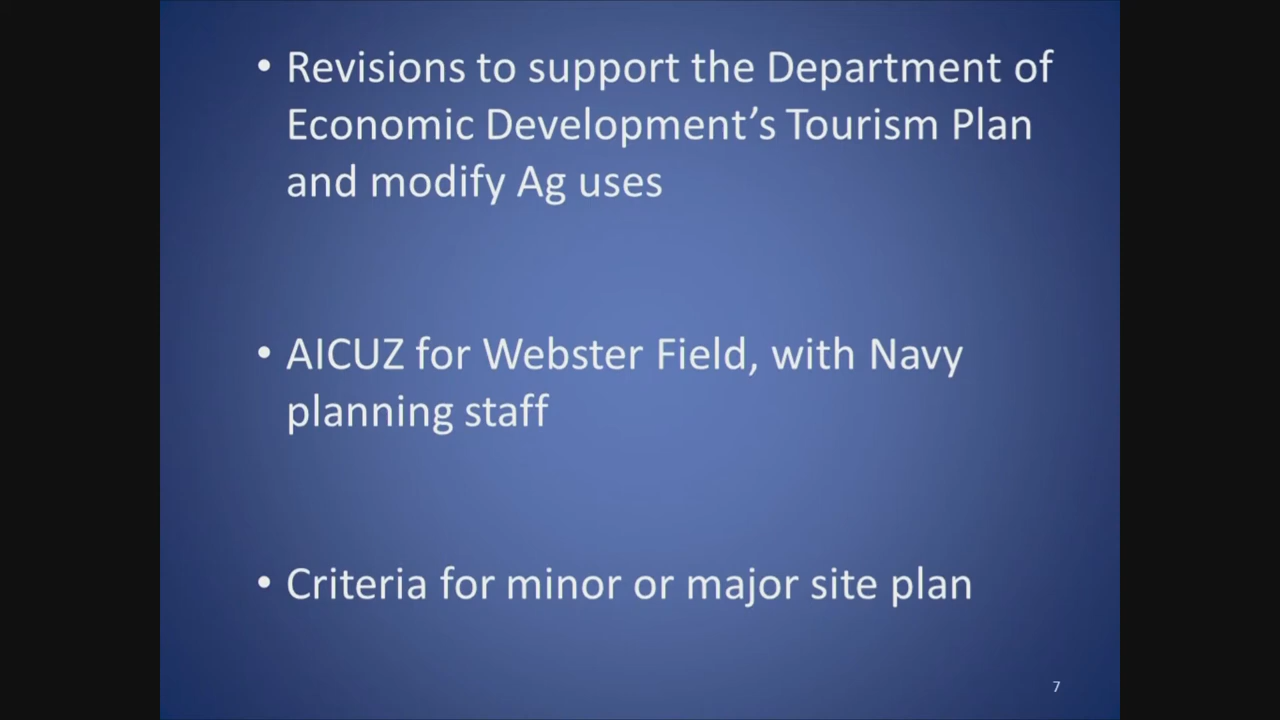 • Revisions to support the Department of
Economic Development’s Tourism Plan
and modify Ag uses
• AICUZ for Webster Field, with Navy
planning staff
• Criteria for minor or major site plan
7